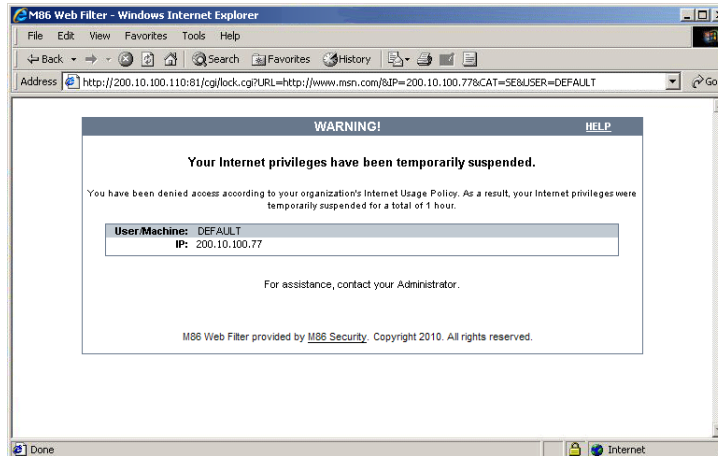 M86 Web Filter - Windows Internet Explorer
File Edit View Favorites Tools Help
Back Search Favorites History
Address http://200.10.100.110:81/cgi/lock.cgi?URL=http://www.msn.com/&IP=200.10.100.77&CAT=SE&USER=DEFAULT Go
WARNING! HELP
Your Internet privileges have been temporarily suspended.
You have been denied access according to your organization's Internet Usage Policy. As a result, your Internet privileges were
temporarily suspended for a total of 1 hour.
User/Machine: DEFAULT
IP: 200.10.100.77
For assistance, contact your Administrator.
M86 Web Filter provided by M86 Security. Copyright 2010. All rights reserved.
Done Internet